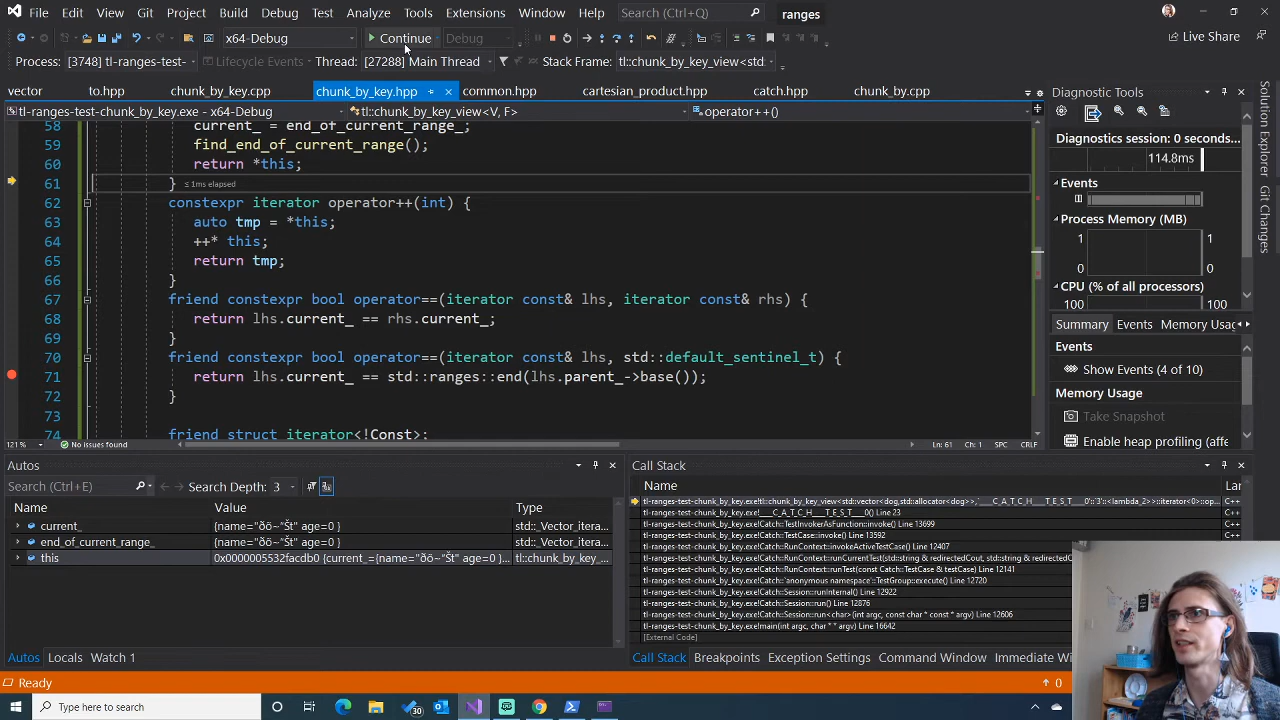 File Edit View Git Project Build Debug Test Analyze Tools Extensions Window Help Search (Ctrl+Q) ranges
x64-Debug Continue Debug Live Share
Process: [3748] tl-ranges-test- Lifecycle Events Thread: [27288] Main Thread Stack Frame: tl::chunk_by_key_view<std:
vector to.hpp chunk_by_key.cpp chunk_by_key.hpp common.hpp cartesian_product.hpp catch.hpp chunk_by.cpp
tl-ranges-test-chunk_by_key.exe - x64-Debug tl::chunk_by_key_view<V, F> operator++()
58 current_ = end_of_current_range_;
59 find_end_of_current_range();
60 return *this;
61 } ≤ 1ms elapsed
62 constexpr iterator operator++(int) {
63 auto tmp = *this;
64 ++* this;
65 return tmp;
66 }
67 friend constexpr bool operator==(iterator const& lhs, iterator const& rhs) {
68 return lhs.current_ == rhs.current_;
69 }
70 friend constexpr bool operator==(iterator const& lhs, std::default_sentinel_t) {
71 return lhs.current_ == std::ranges::end(lhs.parent_->base());
72 }
73
74 friend struct iterator<!Const>;
121 % No issues found Ln: 61 Ch: 1 SPC CRLF
Diagnostic Tools
Diagnostics session: 0 seconds...
114.8ms
Events
Process Memory (MB)
1 1
0 0
CPU (% of all processors)
100 100
Summary Events Memory Usag
Events
Show Events (4 of 10)
Memory Usage
Take Snapshot
Enable heap profiling (affe
Solution Explorer
Git Changes
Autos
Search (Ctrl+E) Search Depth: 3
Name Value Type
current_ {name="ðö~"Št" age=0 } std::_Vector_itera...
end_of_current_range_ {name="ðö~"Št" age=0 } std::_Vector_itera...
this 0x0000005532facdb0 {current_={name="ðö~"Št" age=0 }... tl::chunk_by_key_...
Autos Locals Watch 1
Call Stack
Name Lar
tl-ranges-test-chunk_by_key.exe!tl::chunk_by_key_view<std::vector<dog,std::allocator<dog>>,`___C_A_T_C_H___T_E_S_T___0'::'3'::<lambda_2>>::iterator<0>::op... C++
tl-ranges-test-chunk_by_key.exe!___C_A_T_C_H___T_E_S_T___0() Line 23 C++
tl-ranges-test-chunk_by_key.exe!Catch::TestInvokerAsFunction::invoke() Line 13699 C++
tl-ranges-test-chunk_by_key.exe!Catch::TestCase::invoke() Line 13592 C++
tl-ranges-test-chunk_by_key.exe!Catch::RunContext::invokeActiveTestCase() Line 12407 C++
tl-ranges-test-chunk_by_key.exe!Catch::RunContext::runCurrentTest(std::string & redirectedCout, std::string & redirectedC
tl-ranges-test-chunk_by_key.exe!Catch::RunContext::runTest(const Catch::TestCase & testCase) Line 12141
tl-ranges-test-chunk_by_key.exe!Catch::`anonymous namespace'::TestGroup::execute() Line 12720
tl-ranges-test-chunk_by_key.exe!Catch::Session::runInternal() Line 12922
tl-ranges-test-chunk_by_key.exe!Catch::Session::run() Line 12876
tl-ranges-test-chunk_by_key.exe!Catch::Session::run<char>(int argc, const char * const * argv) Line 12606
tl-ranges-test-chunk_by_key.exe!main(int argc, char * * argv) Line 16642
[External Code]
Call Stack Breakpoints Exception Settings Command Window Immediate Wi
Ready 0
Type here to search 30